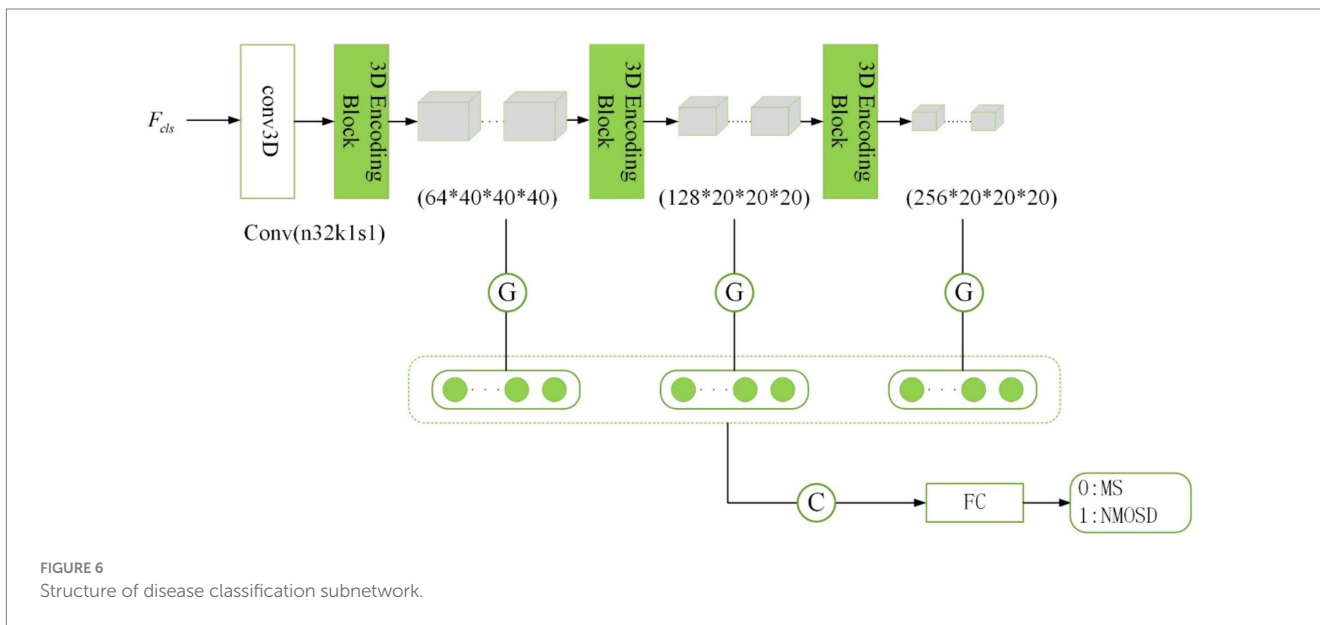 F_cls
conv3D
3D Encoding
Block
3D Encoding
Block
3D Encoding
Block
(64*40*40*40)
(128*20*20*20)
(256*20*20*20)
Conv(n32k1s1)
G
G
G
C
FC
0:MS
1:NMOSD
FIGURE 6
Structure of disease classification subnetwork.